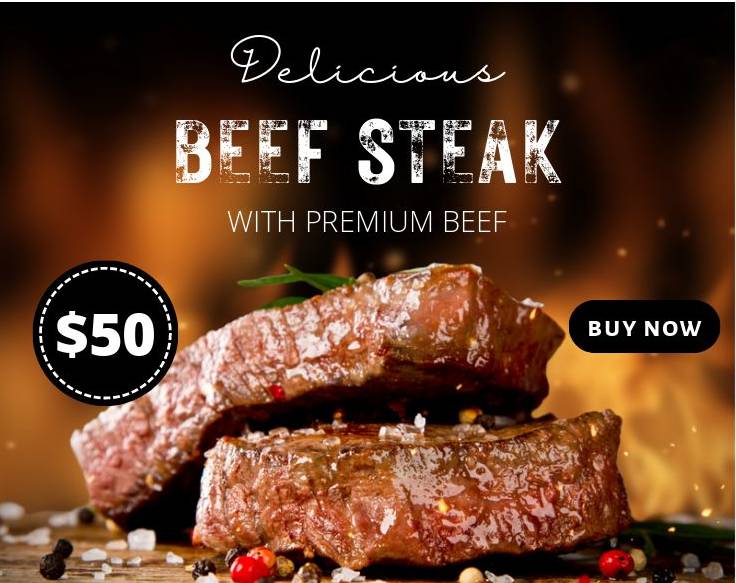 Delicious
BEEF STEAK
WITH PREMIUM BEEF
$50
BUY NOW